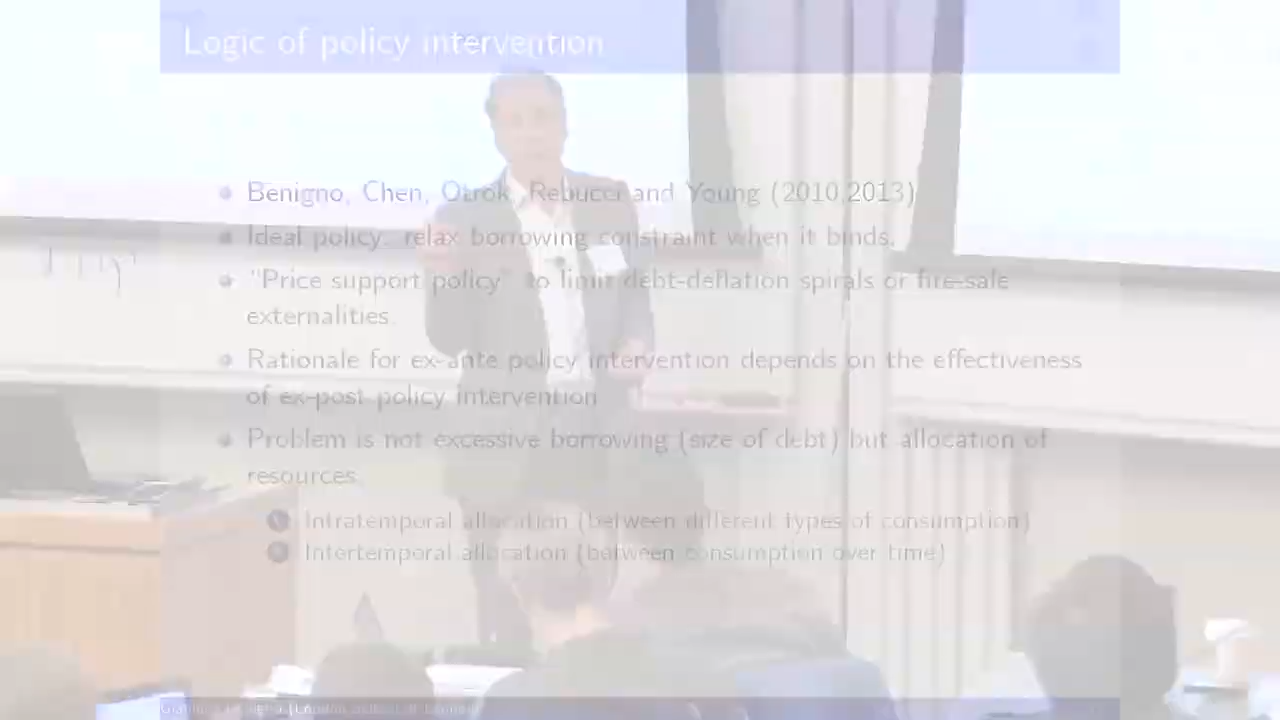 Logic of policy intervention
Benigno, Chen, Otrok, Rebucci and Young (2010,2013)
Ideal policy: relax borrowing constraint when it binds.
"Price support policy" to limit debt-deflation spirals or fire-sale
externalities.
Rationale for ex-ante policy intervention depends on the effectiveness
of ex-post policy intervention
Problem is not excessive borrowing (size of debt) but allocation of
resources.
Intratemporal allocation (between different types of consumption)
Intertemporal allocation (between consumption over time)